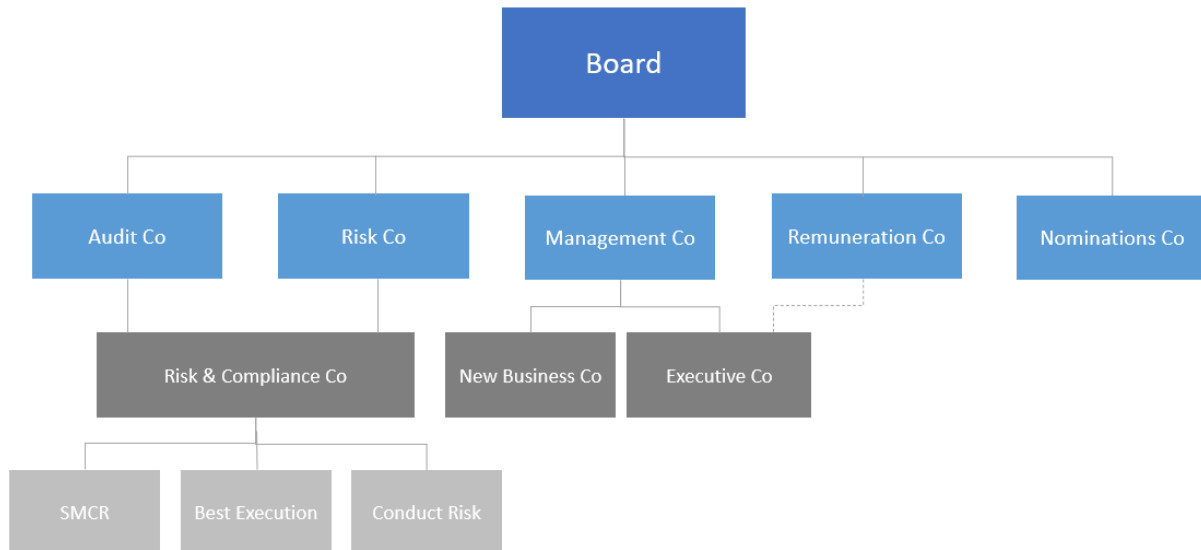 Board
Audit Co
Risk Co
Management Co
Remuneration Co
Nominations Co
Risk & Compliance Co
New Business Co
Executive Co
SMCR
Best Execution
Conduct Risk